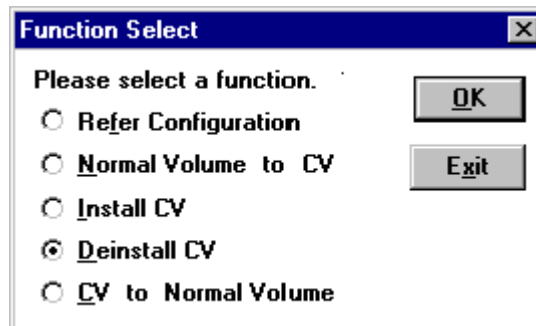 Function Select
Please select a function.
OK
Refer Configuration
Normal Volume to CV
Exit
Install CV
Deinstall CV
CV to Normal Volume